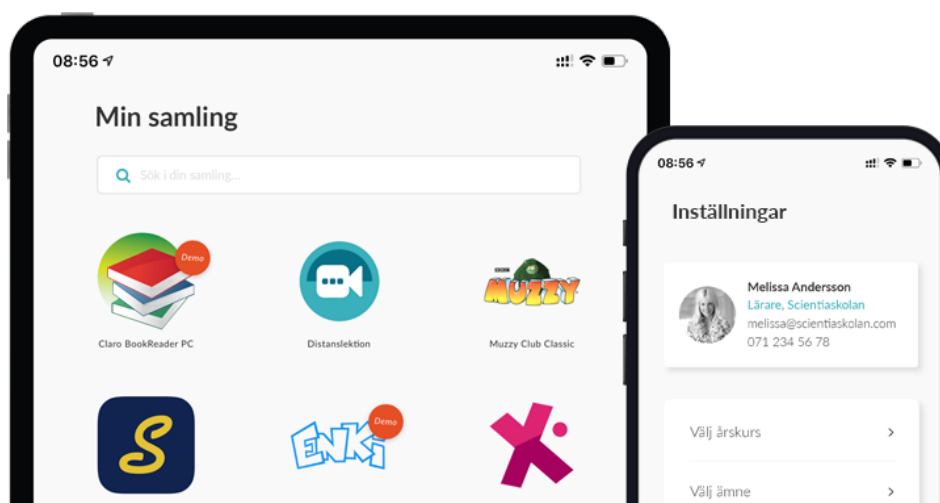 08:56
Min samling
Sök i din samling...
Demo
Claro BookReader PC
Distanslektion
BBC
MUZZY
Muzzy Club Classic
S
ENKi
Demo
08:56
Inställningar
Melissa Andersson
Lärare, Scientiaskolan
melissa@scientiaskolan.com
071 234 56 78
Välj årskurs
Välj ämne